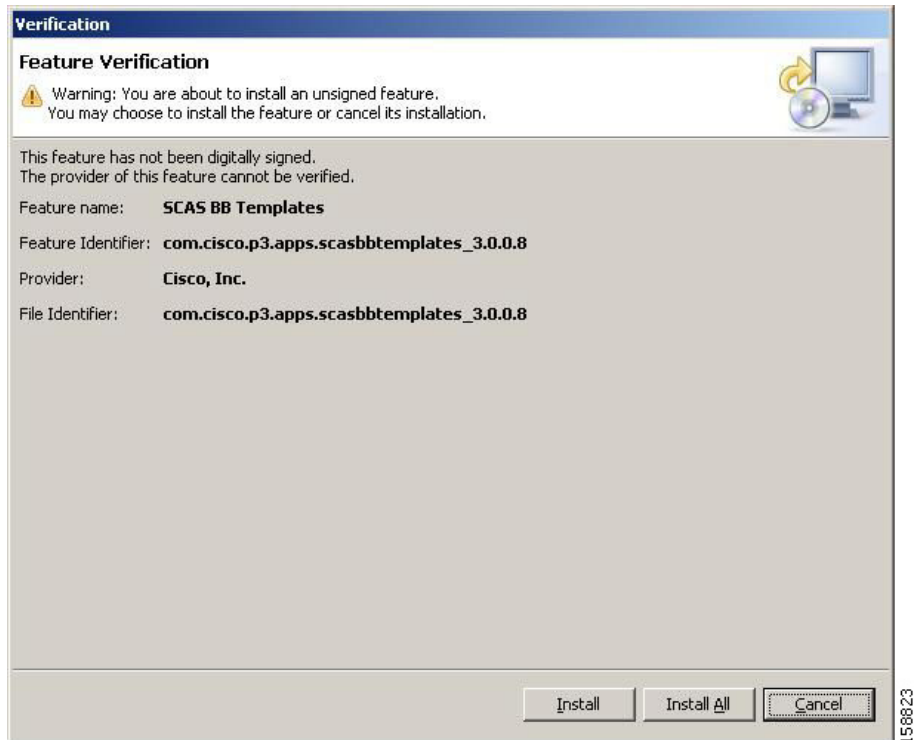 Verification
Feature Verification
Warning: You are about to install an unsigned feature.
You may choose to install the feature or cancel its installation.
This feature has not been digitally signed.
The provider of this feature cannot be verified.
Feature name: SCAS BB Templates
Feature Identifier: com.cisco.p3.apps.scasbbtemplates_3.0.0.8
Provider: Cisco, Inc.
File Identifier: com.cisco.p3.apps.scasbbtemplates_3.0.0.8
Install Install All Cancel
158823